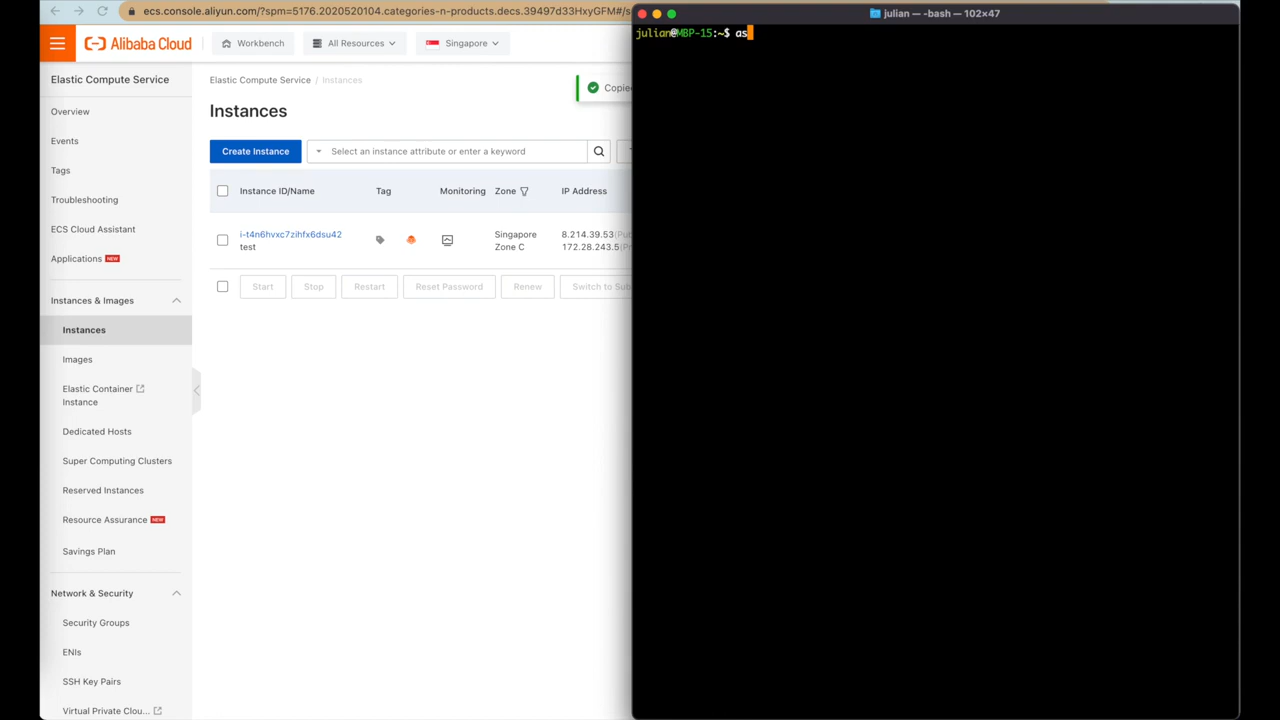 ecs.console.aliyun.com/?spm=5176.2020520104.categories-n-products.decs.39497d33HxyGFM#/s
julian — -bash — 102×47
julian@MBP-15:~$ as
Alibaba Cloud
Workbench
All Resources
Singapore
Elastic Compute Service
Overview
Events
Tags
Troubleshooting
ECS Cloud Assistant
Applications NEW
Instances & Images
Instances
Images
Elastic Container
Instance
Dedicated Hosts
Super Computing Clusters
Reserved Instances
Resource Assurance NEW
Savings Plan
Network & Security
Security Groups
ENIs
SSH Key Pairs
Virtual Private Clou...
Elastic Compute Service / Instances
Copie
Instances
Create Instance
Select an instance attribute or enter a keyword
Instance ID/Name Tag Monitoring Zone IP Address
i-t4n6hvxc7zihfx6dsu42
test
Singapore
Zone C
8.214.39.53(Pu
172.28.243.5(P
Start Stop Restart Reset Password Renew Switch to Sub